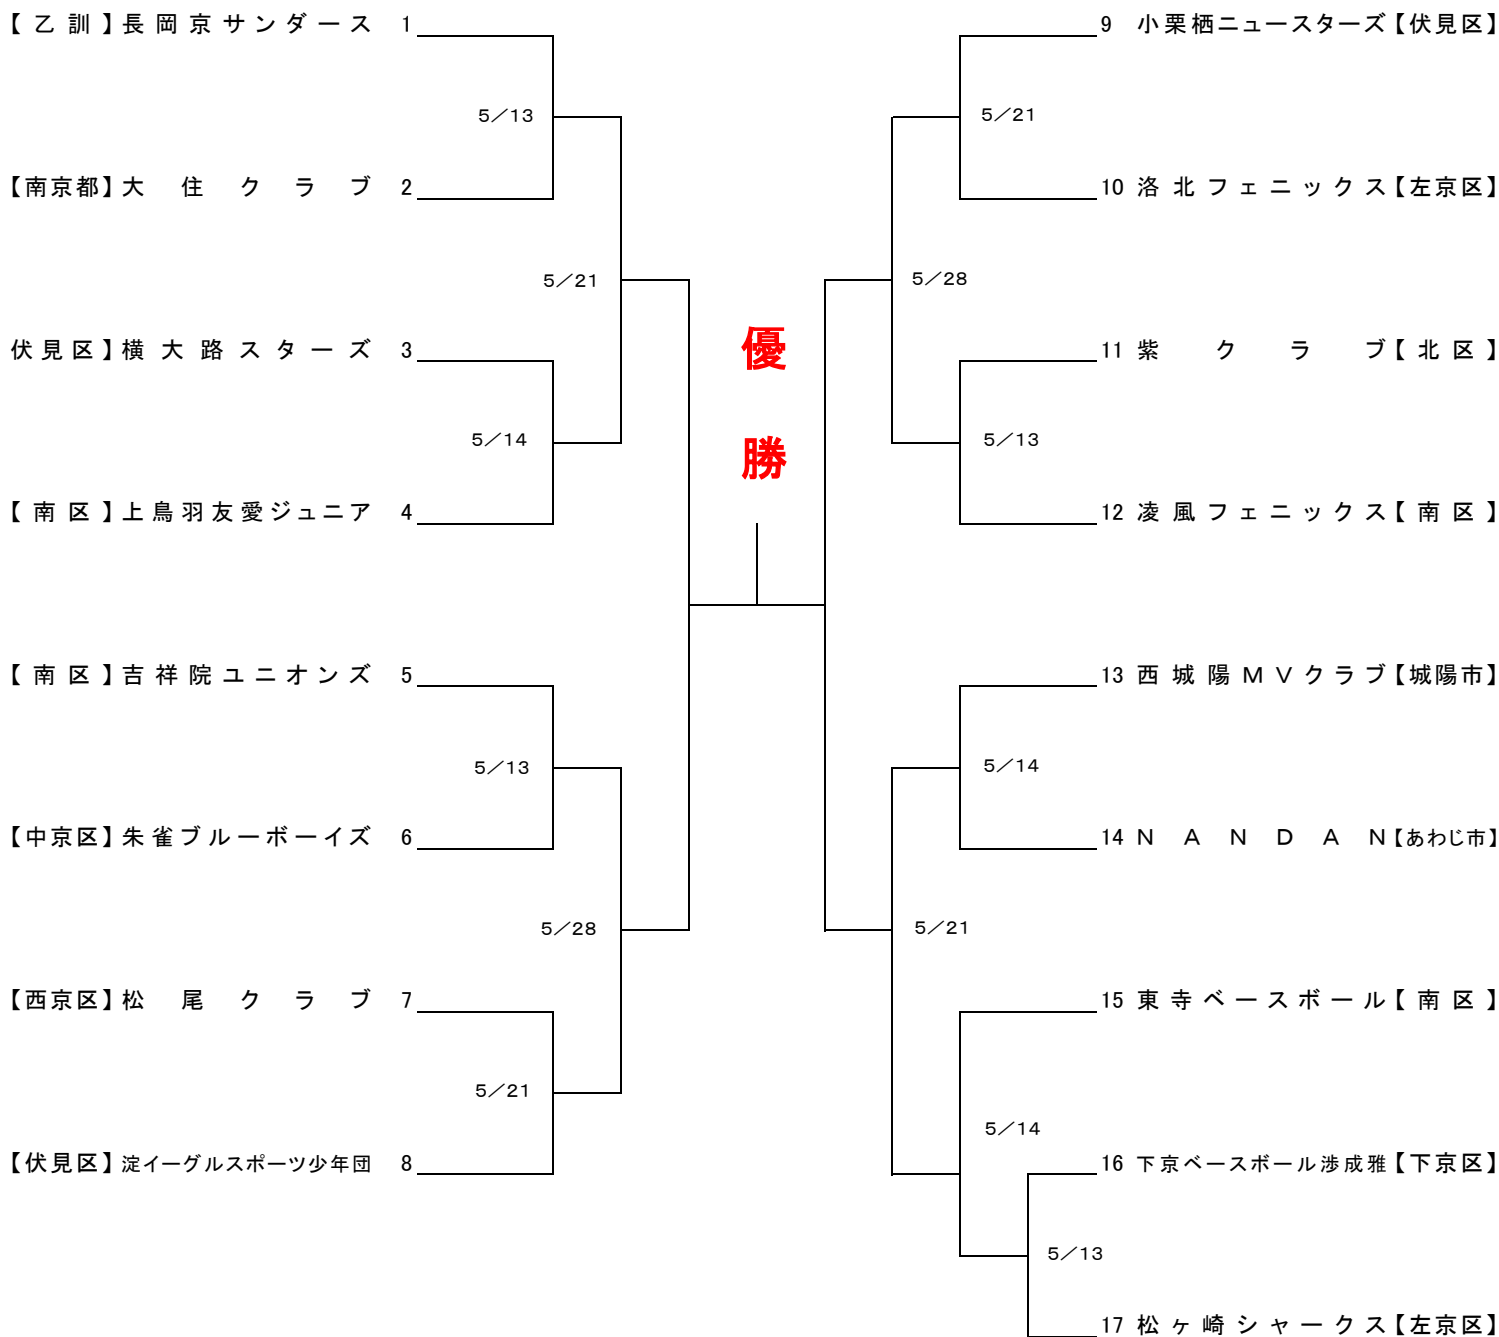 【乙訓】長岡京サンダース 1
5／13
【南京都】大住クラブ 2
5／21
伏見区】横大路スターズ 3
5／14
【南区】上鳥羽友愛ジュニア 4
【南区】吉祥院ユニオンズ 5
5／13
【中京区】朱雀ブルーボーイズ 6
5／28
【西京区】松尾クラブ 7
5／21
【伏見区】淀イーグルスポーツ少年団 8
優
勝
9 小栗栖ニュースターズ【伏見区】
5／21
10 洛北フェニックス【左京区】
5／28
11 紫クラブ【北区】
5／13
12 凌風フェニックス【南区】
13 西城陽ＭＶクラブ【城陽市】
5／14
14 ＮＡＮＤＡＮ【あわじ市】
5／21
15 東寺ベースボール【南区】
5／14
16 下京ベースボール渉成雅【下京区】
5／13
17 松ヶ崎シャークス【左京区】